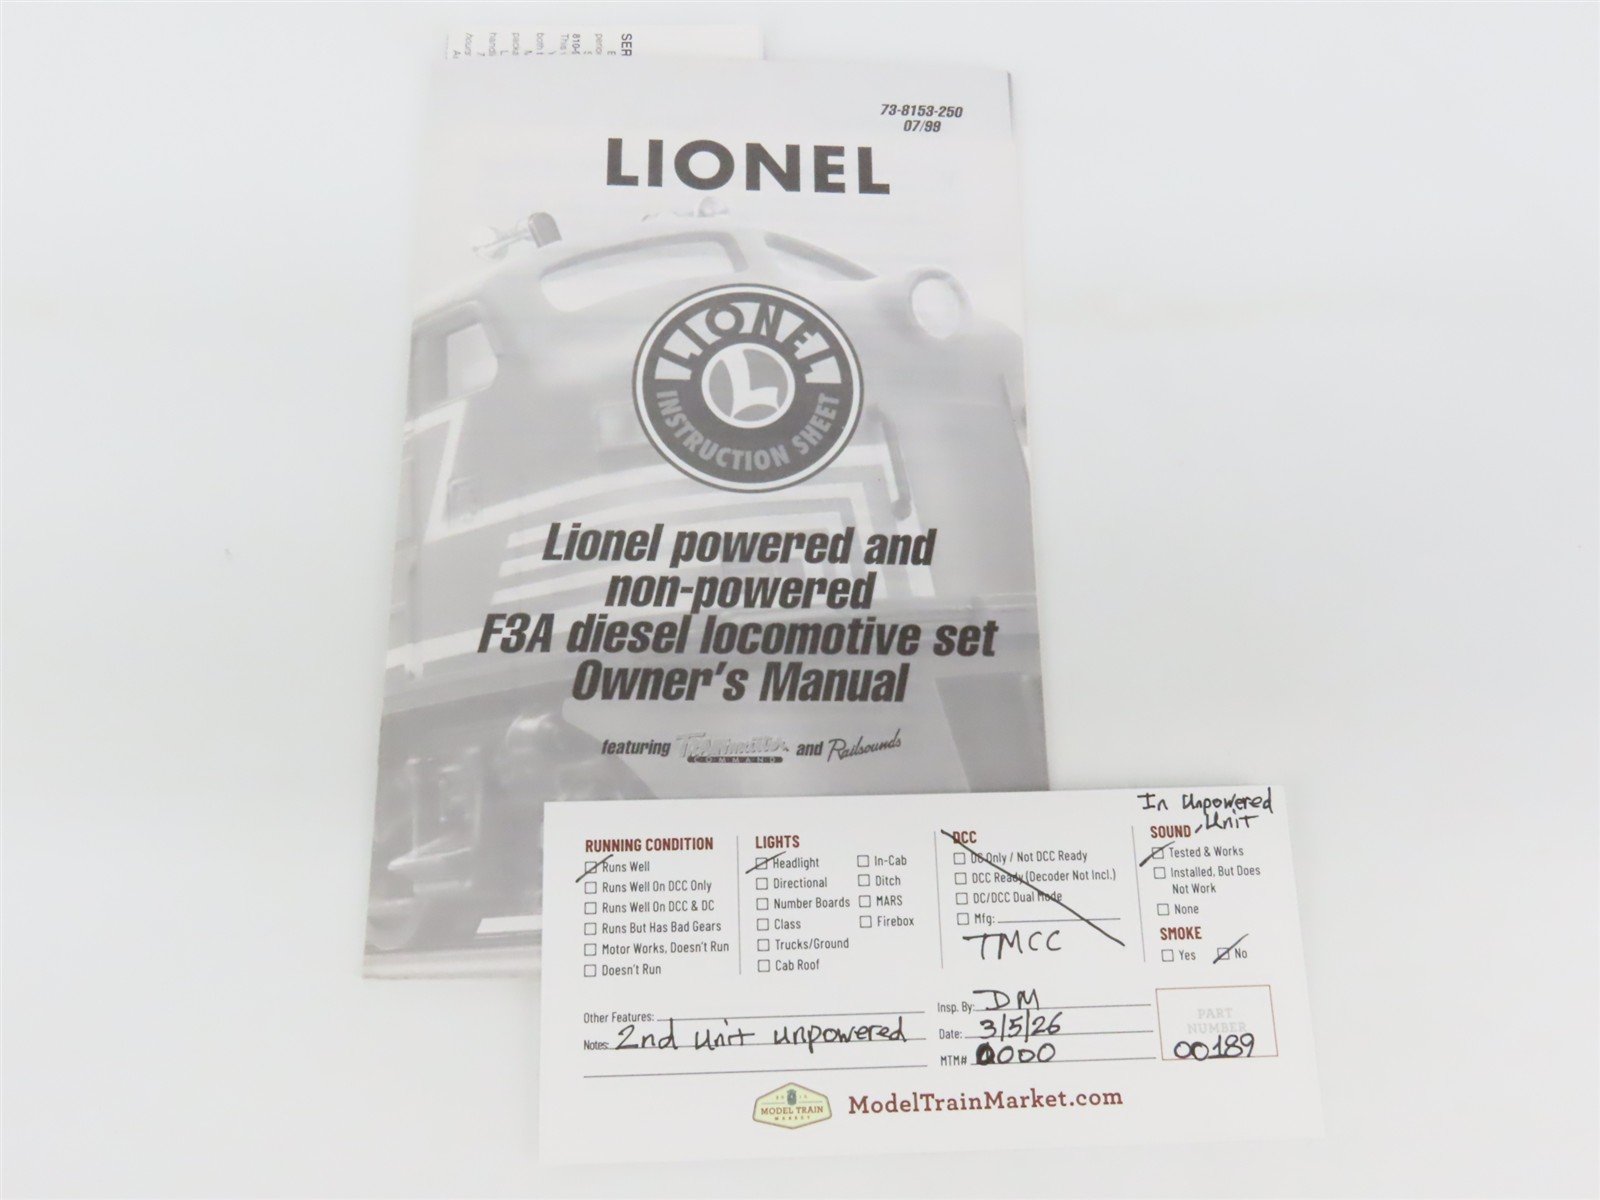 SER
73-8153-250
07/99
LIONEL
LIONEL
L
INSTRUCTION SHEET
Lionel powered and
non-powered
F3A diesel locomotive set
Owner's Manual
featuring TrainMaster COMMAND and Railsounds
RUNNING CONDITION
Runs Well
Runs Well On DCC Only
Runs Well On DCC & DC
Runs But Has Bad Gears
Motor Works, Doesn't Run
Doesn't Run
LIGHTS
Headlight
Directional
Number Boards
Class
Trucks/Ground
Cab Roof
In-Cab
Ditch
MARS
Firebox
DCC
DC Only / Not DCC Ready
DCC Ready (Decoder Not Incl.)
DC/DCC Dual Mode
Mfg:
TMCC
In Unpowered
Unit
SOUND
Tested & Works
Installed, But Does
Not Work
None
SMOKE
Yes No
Other Features:
Notes: 2nd Unit Unpowered
Insp. By: DM
Date: 3/5/26
MTM# 0000
PART
NUMBER
00189
MODEL TRAIN
MARKET
ModelTrainMarket.com